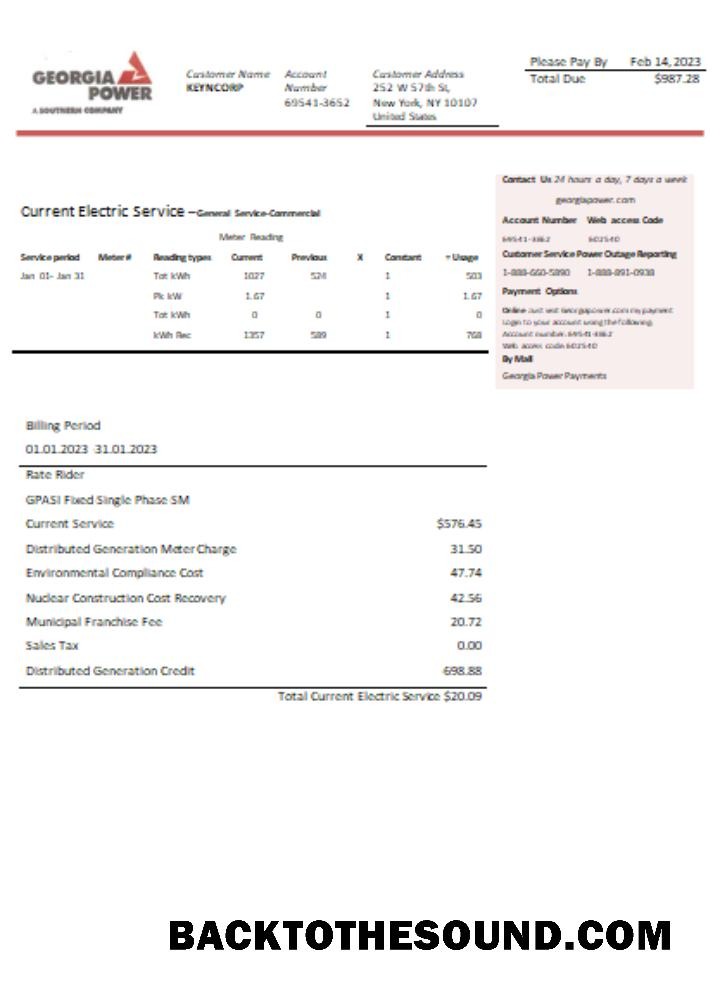 GEORGIA
POWER
A SOUTHERN COMPANY
Customer Name
KEYNCORP
Account
Number
69541-3652
Customer Address
252 W 57th St,
New York, NY 10107
United States
Please Pay By Feb 14,2023
Total Due $987.28
Contact Us 24 hours a day, 7 days a week
georgiapower.com
Account Number Web access Code
69541-3862 602540
Customer Service Power Outage Reporting
1-888-660-5890 1-888-891-0938
Payment Options
Online Just visit Georgiapower.com my payment
Login to your account using the following.
Account number. 69541-3862
Web access code 602540
By Mail
Georgia Power Payments
Current Electric Service –General Service-Commercial
Meter Reading
Service period Meter# Reading types Current Previous X Constant = Usage
Jan 01- Jan 31 Tot kWh 1027 524 1 503
Pk kW 1.67 1 1.67
Tot kWh 0 0 1 0
kWh Rec 1357 589 1 768
Billing Period
01.01.2023 31.01.2023
Rate Rider
GPASI Fixed Single Phase SM
Current Service $576.45
Distributed Generation Meter Charge 31.50
Environmental Compliance Cost 47.74
Nuclear Construction Cost Recovery 42.56
Municipal Franchise Fee 20.72
Sales Tax 0.00
Distributed Generation Credit -698.88
Total Current Electric Service $20.09
BACKTOTHESOUND.COM